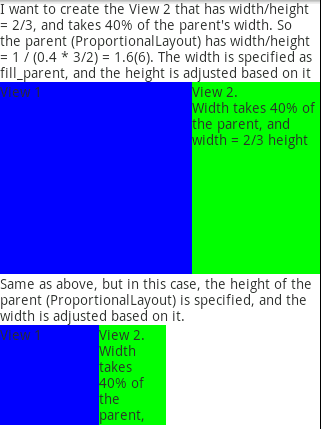 I want to create the View 2 that has width/height
= 2/3, and takes 40% of the parent's width. So
the parent (ProportionalLayout) has width/height
= 1 / (0.4 * 3/2) = 1.6(6). The width is specified as
fill_parent, and the height is adjusted based on it
View 1
View 2.
Width takes 40% of
the parent, and
width = 2/3 height
Same as above, but in this case, the height of the
parent (ProportionalLayout) is specified, and the
width is adjusted based on it.
View 1
View 2.
Width
takes
40% of
the
parent,